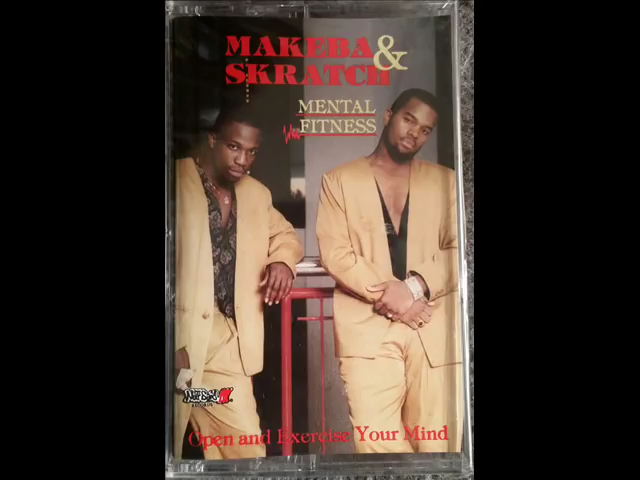 MAKEBA &
SKRATCH
MENTAL
FITNESS
Open and Exercise Your Mind